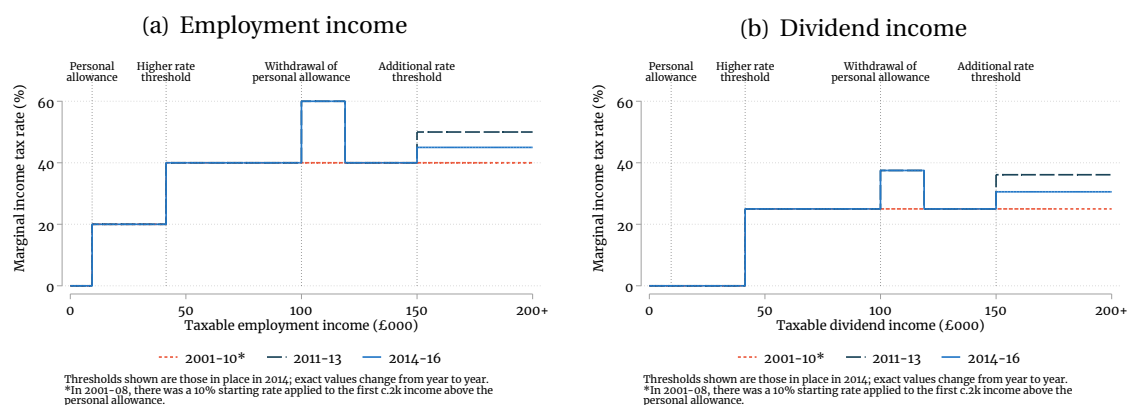 (a) Employment income
Personal allowance
Higher rate threshold
Withdrawal of personal allowance
Additional rate threshold
Marginal income tax rate (%)
60
40
20
0
0 50 100 150 200+
Taxable employment income (£000)
2001-10* 2011-13 2014-16
Thresholds shown are those in place in 2014; exact values change from year to year.
*In 2001-08, there was a 10% starting rate applied to the first c.2k income above the
personal allowance.
(b) Dividend income
Personal allowance
Higher rate threshold
Withdrawal of personal allowance
Additional rate threshold
Marginal income tax rate (%)
60
40
20
0
0 50 100 150 200+
Taxable dividend income (£000)
2001-10* 2011-13 2014-16
Thresholds shown are those in place in 2014; exact values change from year to year.
*In 2001-08, there was a 10% starting rate applied to the first c.2k income above the
personal allowance.